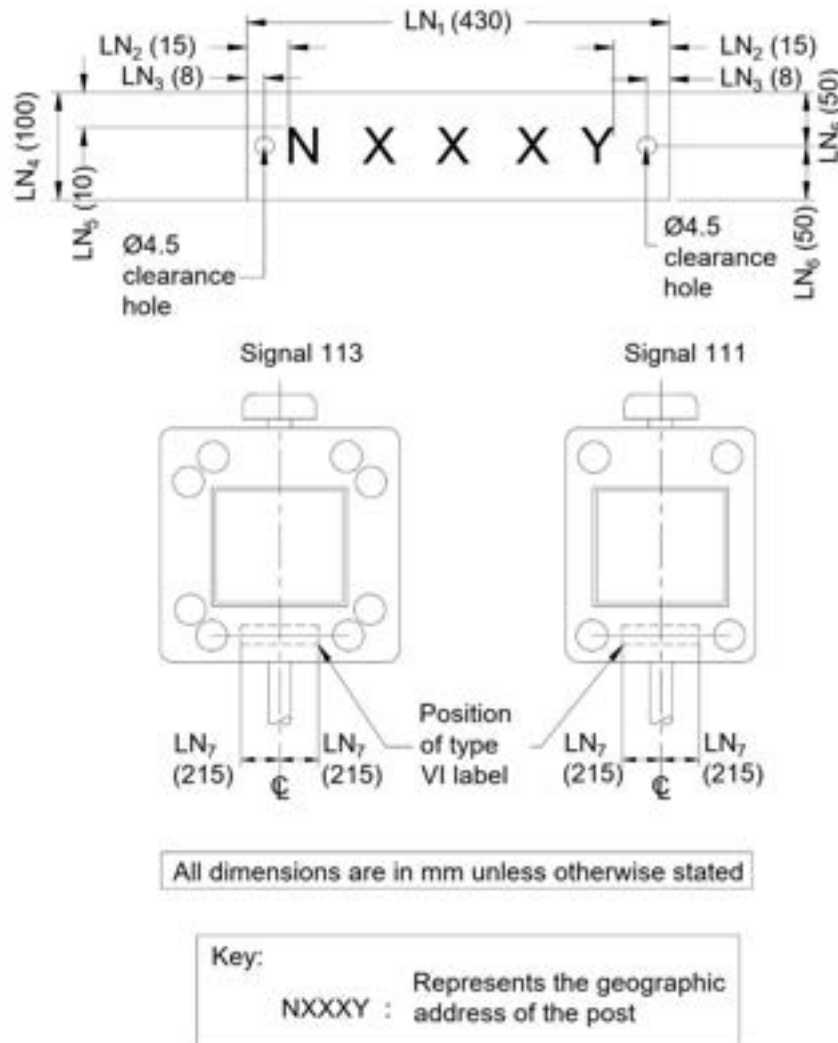 LN₁ (430)
LN₂ (15)
LN₂ (15)
LN₃ (8)
LN₃ (8)
LN₄ (100)
LN₅ (10)
LN₆ (50)
LN₆ (50)
N X X X Y
Ø4.5
clearance
hole
Ø4.5
clearance
hole
Signal 113
Signal 111
LN₇
(215)
LN₇
(215)
℄
Position
of type
VI label
LN₇
(215)
LN₇
(215)
℄
All dimensions are in mm unless otherwise stated
Key:
NXXXY : Represents the geographic
address of the post